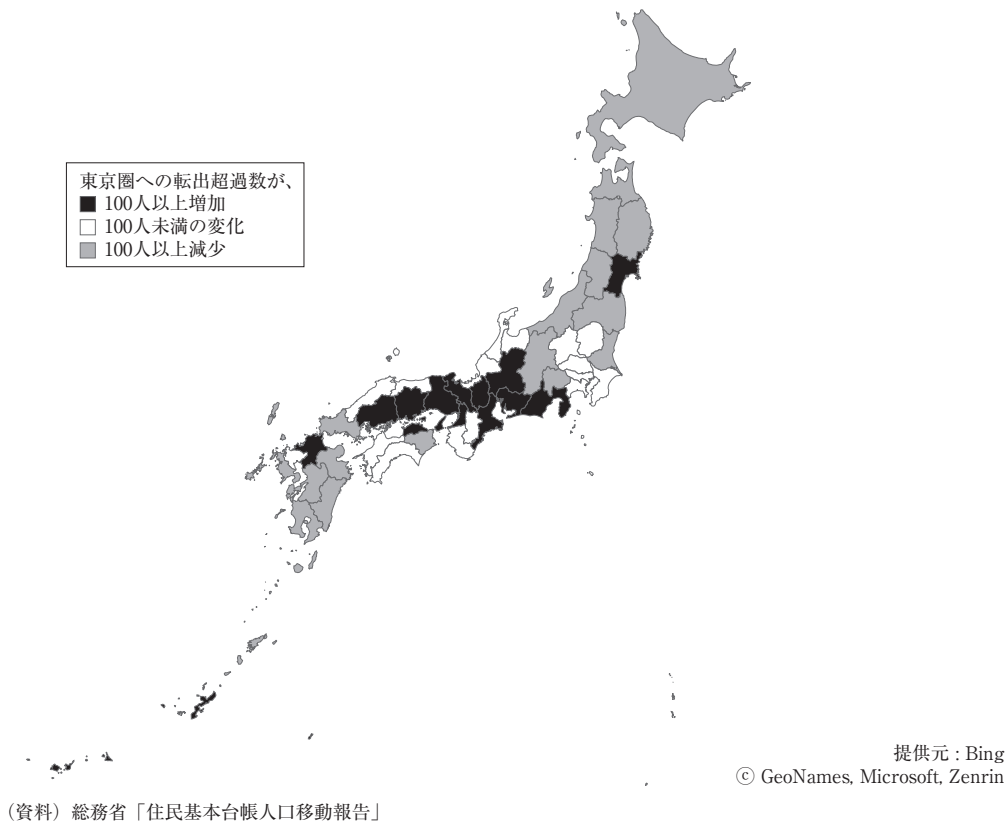 東京圏への転出超過数が、
100人以上増加
100人未満の変化
100人以上減少
提供元 : Bing
ⓒ GeoNames, Microsoft, Zenrin
（資料）総務省「住民基本台帳人口移動報告」